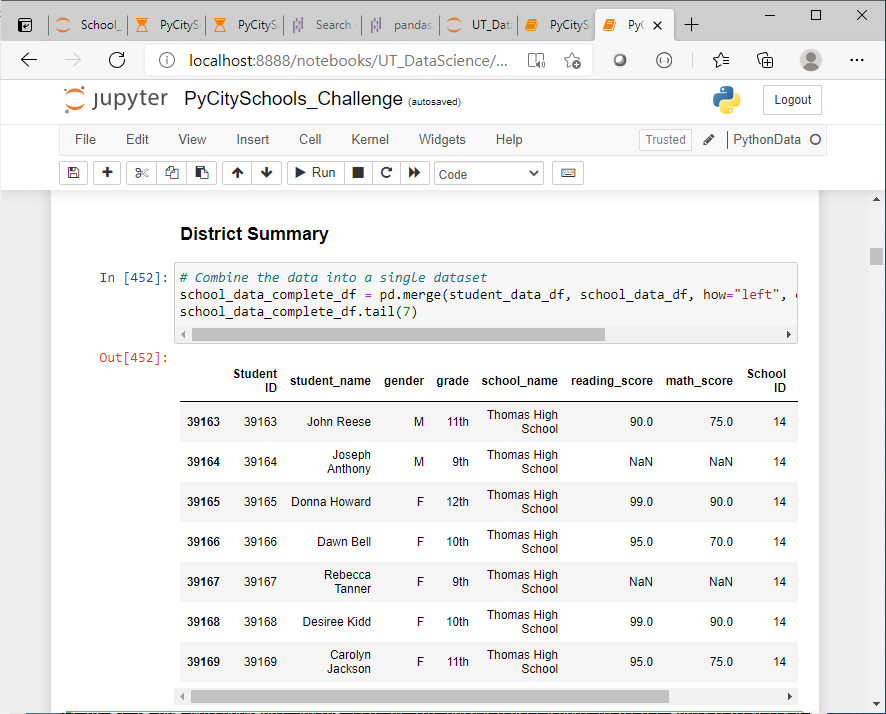 School_
PyCityS
PyCityS
Search
pandas.
UT_Data
PyCityS
PyC
localhost:8888/notebooks/UT_DataScience/...
jupyter PyCitySchools_Challenge (autosaved)
Logout
File Edit View Insert Cell Kernel Widgets Help
Trusted
PythonData
Run
Code
District Summary
In [452]:
# Combine the data into a single dataset
school_data_complete_df = pd.merge(student_data_df, school_data_df, how="left",
school_data_complete_df.tail(7)
Out[452]:
Student ID student_name gender grade school_name reading_score math_score School ID
39163 39163 John Reese M 11th Thomas High School 90.0 75.0 14
39164 39164 Joseph Anthony M 9th Thomas High School NaN NaN 14
39165 39165 Donna Howard F 12th Thomas High School 99.0 90.0 14
39166 39166 Dawn Bell F 10th Thomas High School 95.0 70.0 14
39167 39167 Rebecca Tanner F 9th Thomas High School NaN NaN 14
39168 39168 Desiree Kidd F 10th Thomas High School 99.0 90.0 14
39169 39169 Carolyn Jackson F 11th Thomas High School 95.0 75.0 14